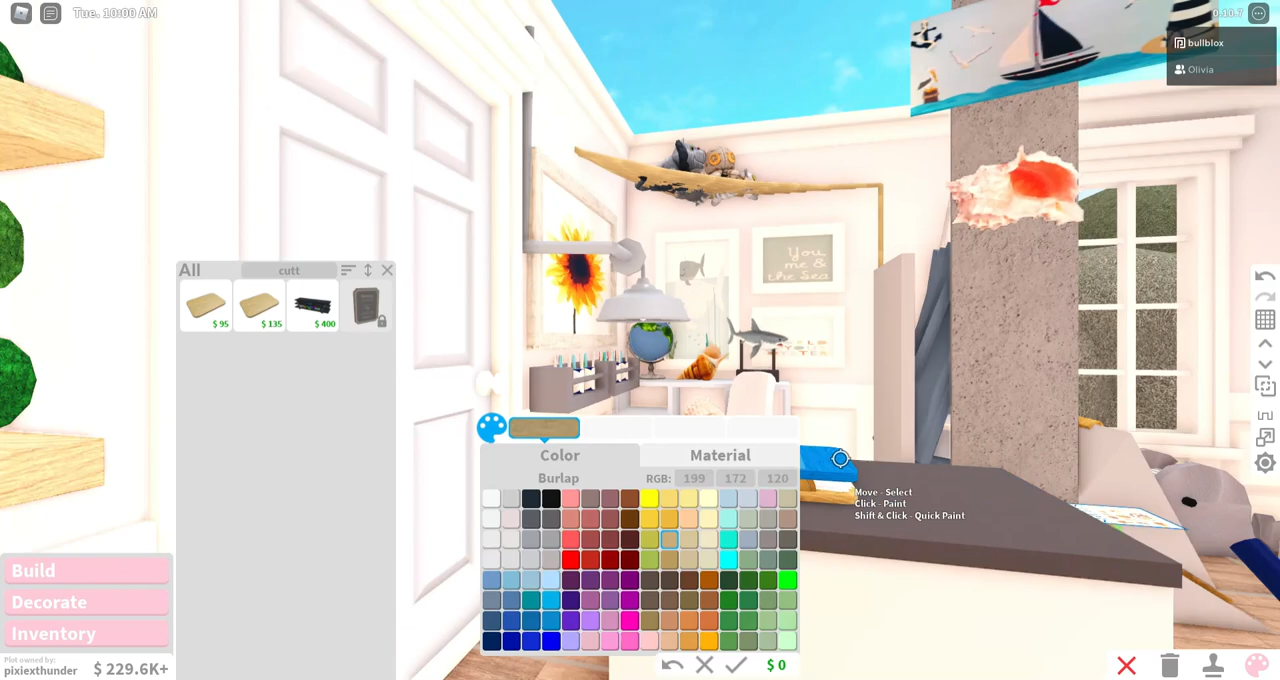 Tue. 10:00 AM
0.10.7
bullblox
Olivia
You
me &
the Sea
All
cutt
$ 95
$ 135
$ 400
Color
Material
Burlap
RGB:
199
172
120
Move - Select
Click - Paint
Shift & Click - Quick Paint
Build
Decorate
Inventory
Plot owned by:
pixiexthunder
$ 229.6K+
$ 0